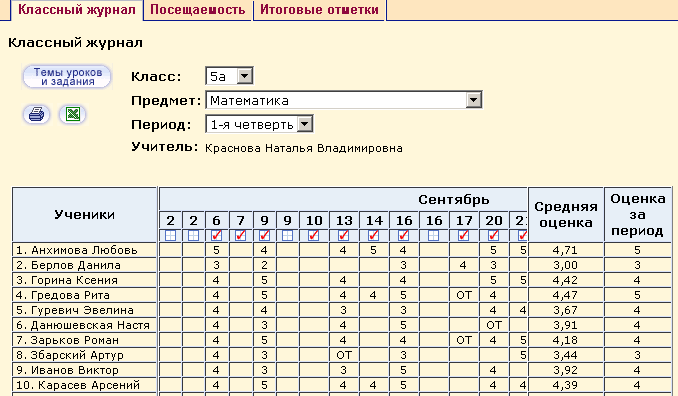 Классный журнал Посещаемость Итоговые отметки
Классный журнал
Темы уроков
и задания
Класс: 5а
Предмет: Математика
Период: 1-я четверть
Учитель: Краснова Наталья Владимировна
Ученики Сентябрь Средняя оценка Оценка за период
2 2 6 7 9 9 10 13 14 16 16 17 20 21
1. Анхимова Любовь 5 4 4 5 4 5 5 4,71 5
2. Берлов Данила 3 2 3 4 3 3,00 3
3. Горина Ксения 4 5 4 4 5 5 4,42 4
4. Гредова Рита 4 5 4 4 5 ОТ 4 4,47 5
5. Гуревич Эвелина 4 4 3 3 4 4 3,67 4
6. Данюшевская Настя 4 3 4 5 ОТ 3,91 4
7. Зарьков Роман 4 5 4 4 ОТ 4 5 4,18 4
8. Збарский Артур 4 3 ОТ 3 5 3,44 3
9. Иванов Виктор 4 3 3 5 4 3,92 4
10. Карасев Арсений 4 5 4 4 5 4 4 4,39 4